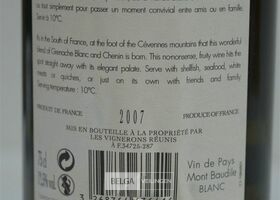 tout simplement pour passer un moment convivial entre amis ou en famille.
Servir à 10°C.
It's in the South of France, at the foot of the Cévennes mountains that this wonderful
blend of Grenache Blanc and Chenin is born. This nononsense, fruity wine hits the
spot straight away with its elegant palate. Serve with shellfish, seafood, white
meats or quiches, or just on its own with friends and family.
Serving temperature : 10°C.
PRODUIT DE FRANCE
2007
PRODUCE OF FRANCE
MIS EN BOUTEILLE À LA PROPRIÉTÉ PAR
LES VIGNERONS RÉUNIS
À F.34725-287
75cl
Vin de Pays
Mont Baudile
BLANC
BELGA